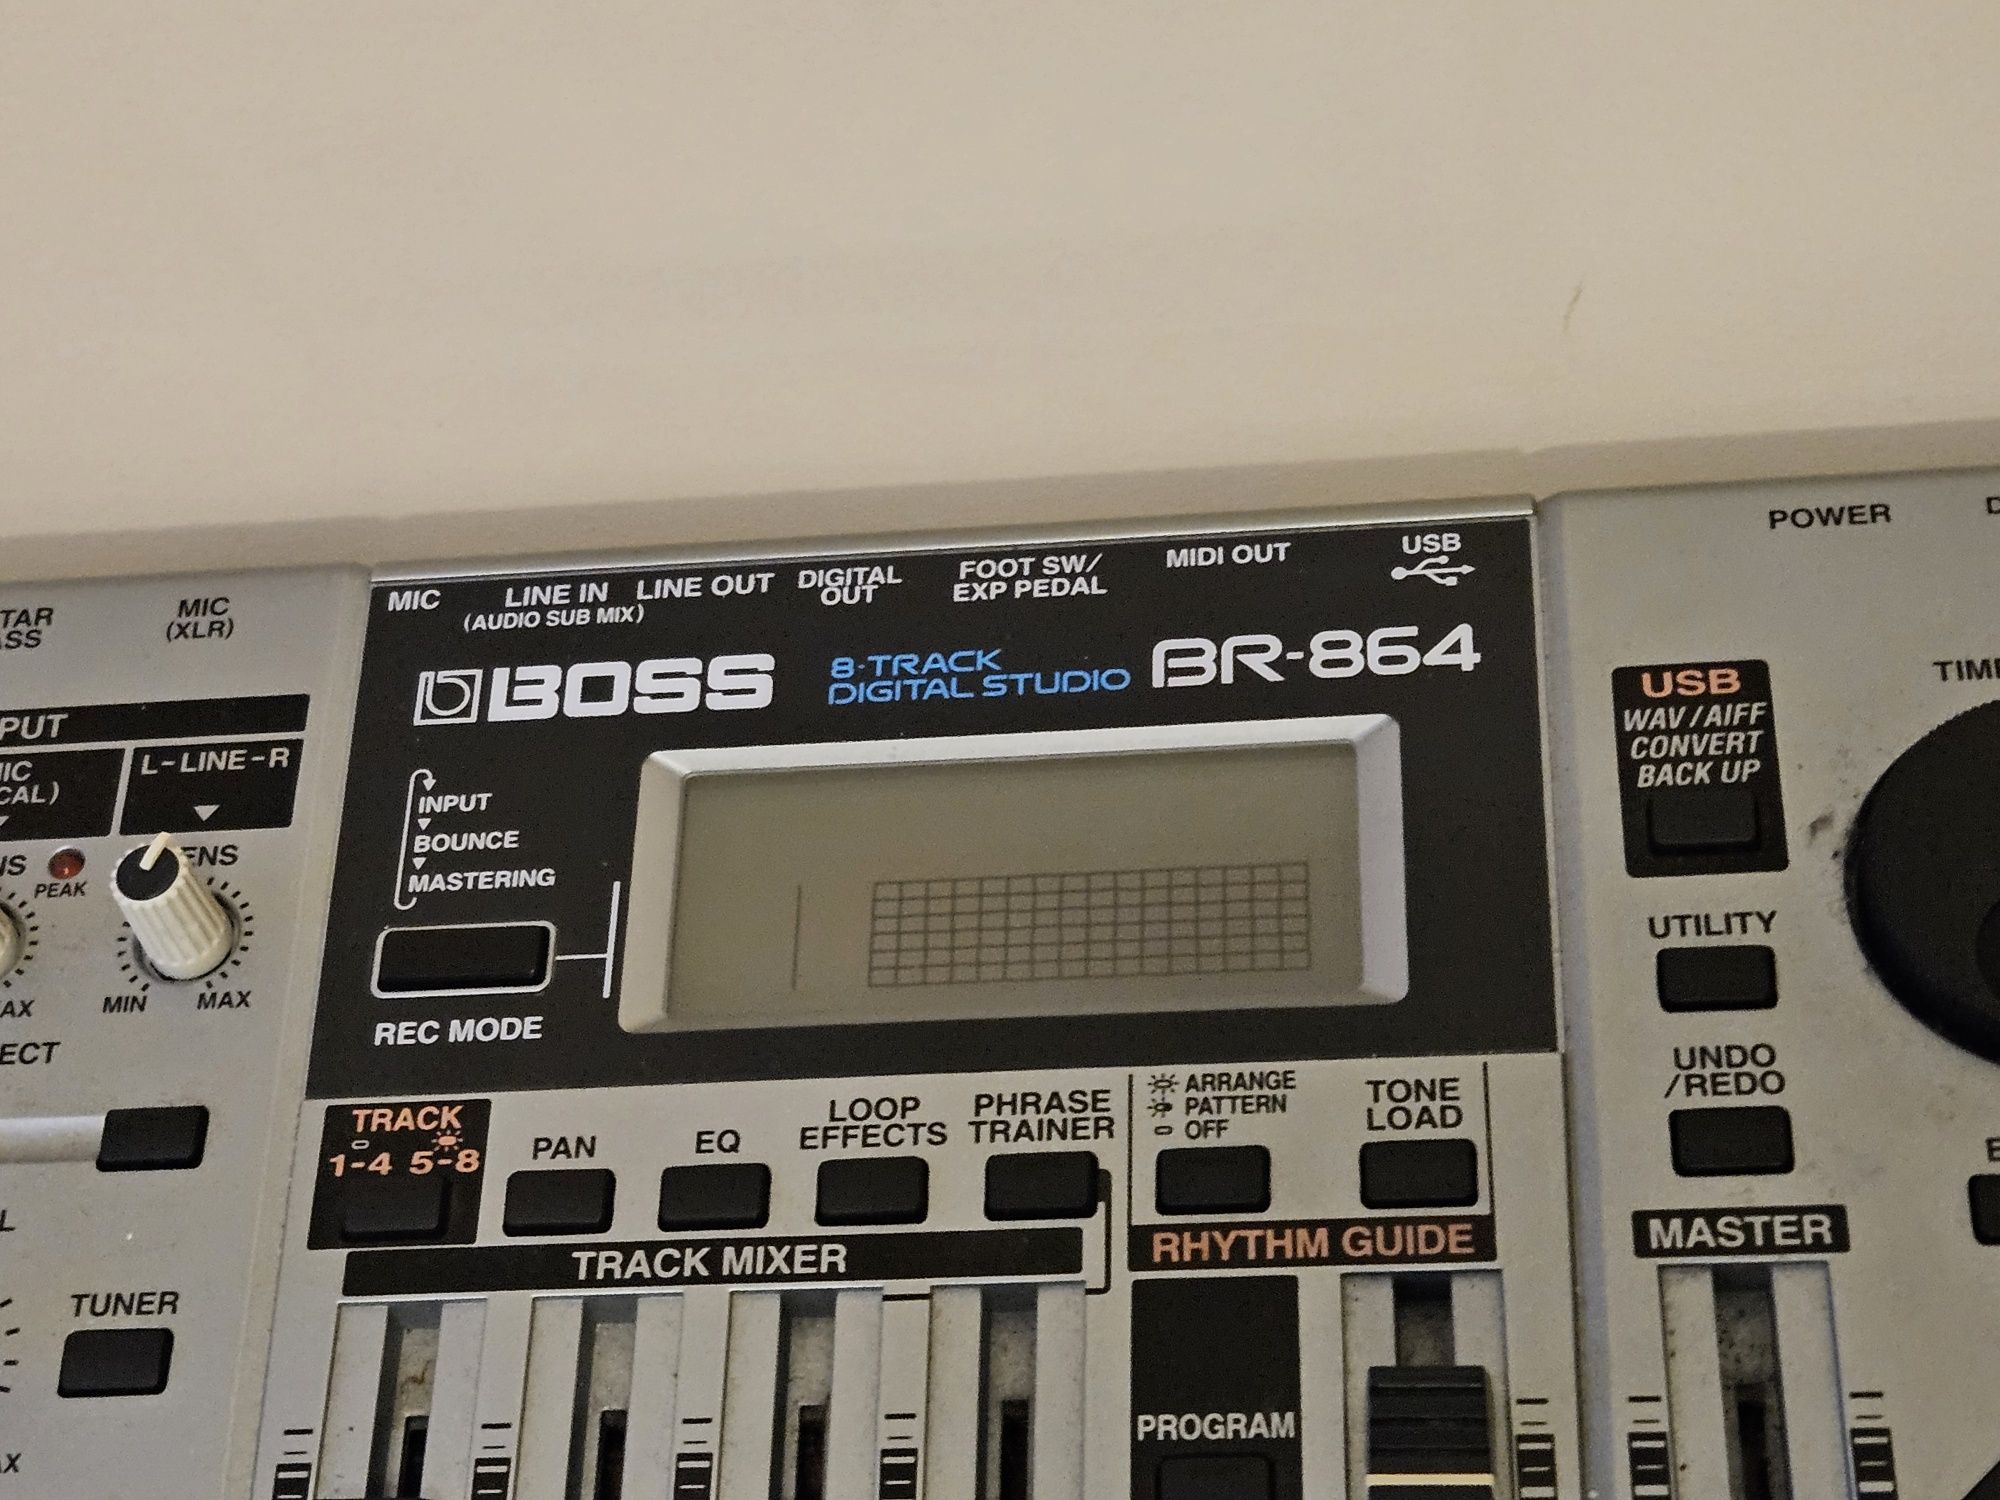 POWER
MIC
(XLR)
MIC
LINE IN
(AUDIO SUB MIX)
LINE OUT
DIGITAL
OUT
FOOT SW/
EXP PEDAL
MIDI OUT
USB
BOSS
8-TRACK
DIGITAL STUDIO
BR-864
L-LINE-R
PEAK
MIN
MAX
INPUT
BOUNCE
MASTERING
REC MODE
USB
WAV/AIFF
CONVERT
BACK UP
UTILITY
UNDO
/REDO
TRACK
1-4 5-8
PAN
EQ
LOOP
EFFECTS
PHRASE
TRAINER
ARRANGE
PATTERN
OFF
TONE
LOAD
TRACK MIXER
RHYTHM GUIDE
MASTER
TUNER
PROGRAM